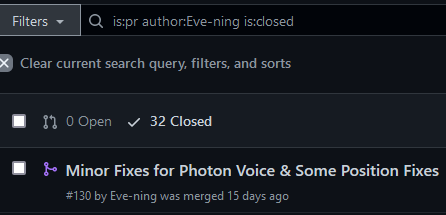 Filters is:pr author:Eve-ning is:closed
Clear current search query, filters, and sorts
0 Open 32 Closed
Minor Fixes for Photon Voice & Some Position Fixes
#130 by Eve-ning was merged 15 days ago